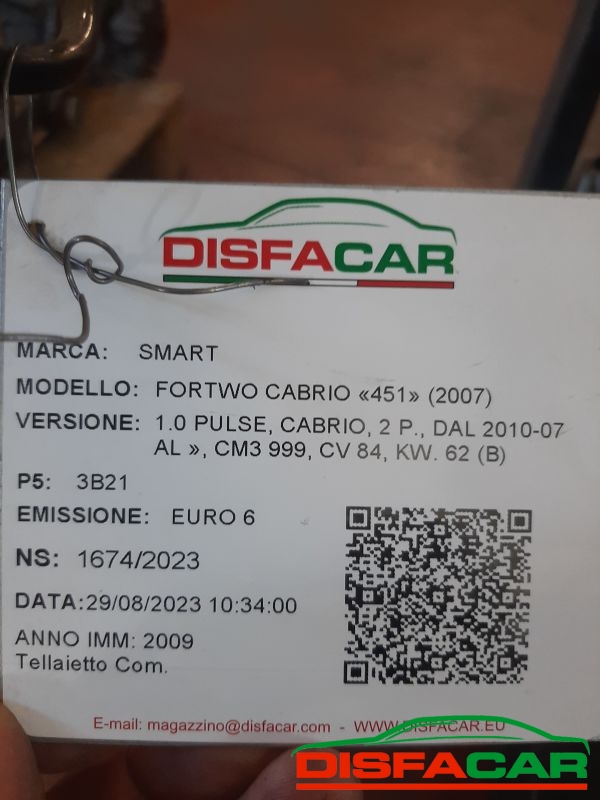 DISFACAR
MARCA: SMART
MODELLO: FORTWO CABRIO «451» (2007)
VERSIONE: 1.0 PULSE, CABRIO, 2 P., DAL 2010-07
AL », CM3 999, CV 84, KW. 62 (B)
P5: 3B21
EMISSIONE: EURO 6
NS: 1674/2023
DATA:29/08/2023 10:34:00
ANNO IMM: 2009
Tellaietto Com.
E-mail: magazzino@disfacar.com - WWW.DISFACAR.EU
DISFACAR